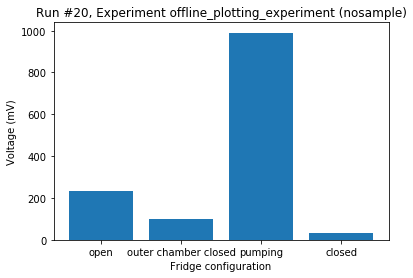 Run #20, Experiment offline_plotting_experiment (nosample)
1000
800
600
400
200
0
Voltage (mV)
open outer chamber closed pumping closed
Fridge configuration